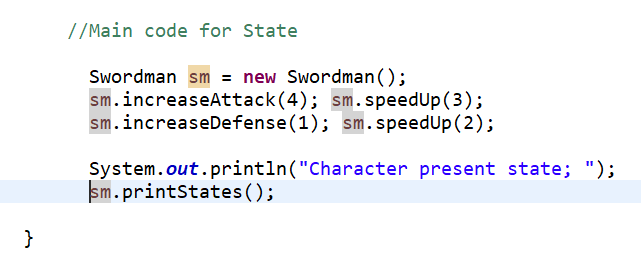 //Main code for State
Swordman sm = new Swordman();
sm.increaseAttack(4); sm.speedUp(3);
sm.increaseDefense(1); sm.speedUp(2);
System.out.println("Character present state; ");
sm.printStates();
}